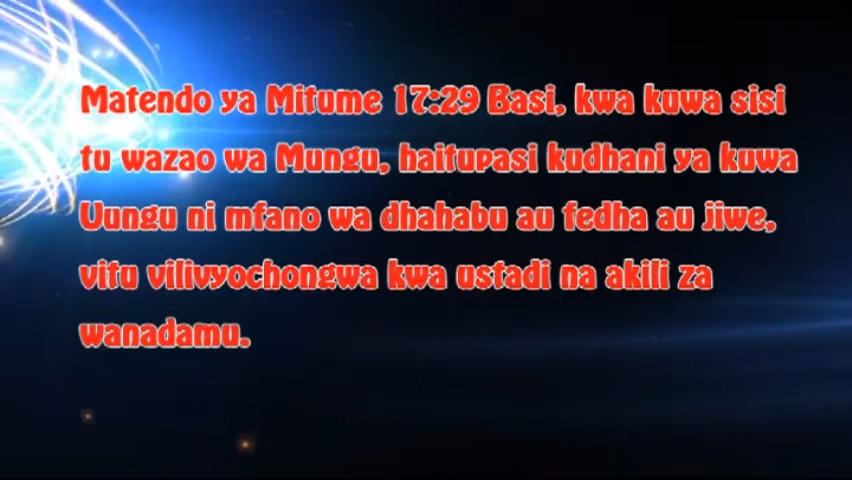 Matendo ya Mitume 17:29 Basi, kwa kuwa sisi
tu wazao wa Mungu, haitupasi kudhani ya kuwa
Uungu ni mfano wa dhahabu au fedha au jiwe,
vitu vilivyochongwa kwa ustadi na akili za
wanadamu.